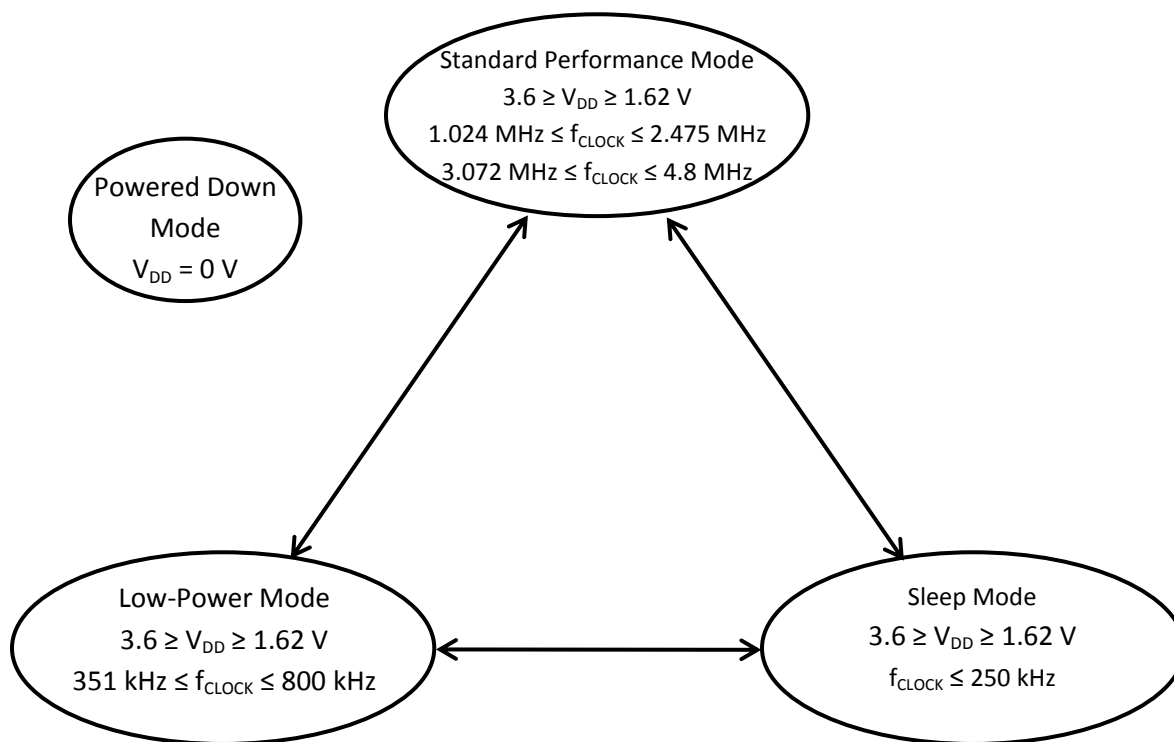 Standard Performance Mode
3.6 ≥ V_DD ≥ 1.62 V
1.024 MHz ≤ f_CLOCK ≤ 2.475 MHz
3.072 MHz ≤ f_CLOCK ≤ 4.8 MHz
Powered Down
Mode
V_DD = 0 V
Low-Power Mode
3.6 ≥ V_DD ≥ 1.62 V
351 kHz ≤ f_CLOCK ≤ 800 kHz
Sleep Mode
3.6 ≥ V_DD ≥ 1.62 V
f_CLOCK ≤ 250 kHz